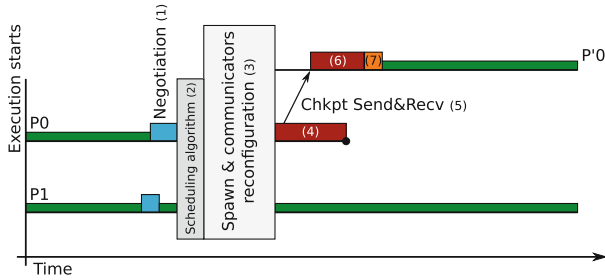 Execution starts
Negotiation (1)
Scheduling algorithm (2)
Spawn & communicators
reconfiguration (3)
(6)
(7)
P'0
Chkpt Send&Recv (5)
P0
(4)
P1
Time